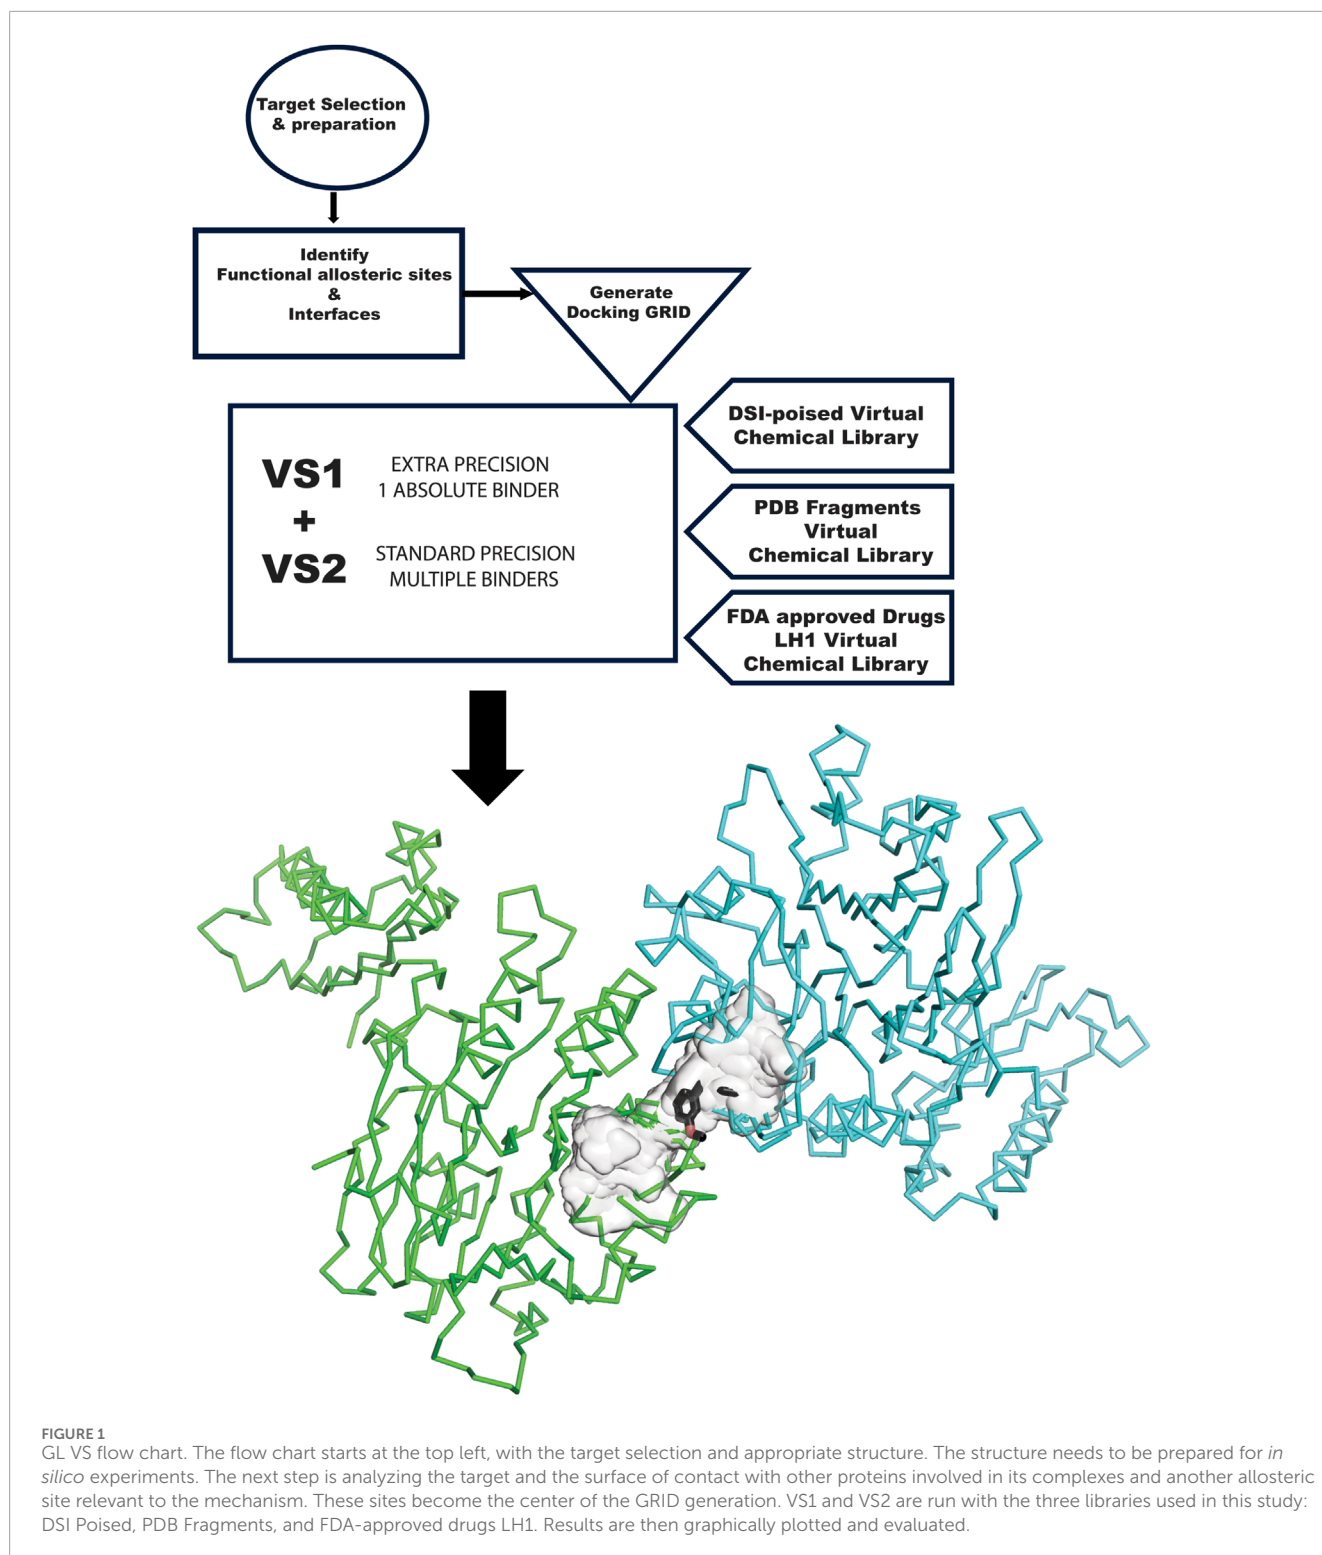 Target Selection
& preparation
Identify
Functional allosteric sites
&
Interfaces
Generate
Docking GRID
VS1
EXTRA PRECISION
1 ABSOLUTE BINDER
+
VS2
STANDARD PRECISION
MULTIPLE BINDERS
DSI-poised Virtual
Chemical Library
PDB Fragments
Virtual
Chemical Library
FDA approved Drugs
LH1 Virtual
Chemical Library
FIGURE 1
GL VS flow chart. The flow chart starts at the top left, with the target selection and appropriate structure. The structure needs to be prepared for in
silico experiments. The next step is analyzing the target and the surface of contact with other proteins involved in its complexes and another allosteric
site relevant to the mechanism. These sites become the center of the GRID generation. VS1 and VS2 are run with the three libraries used in this study:
DSI Poised, PDB Fragments, and FDA-approved drugs LH1. Results are then graphically plotted and evaluated.